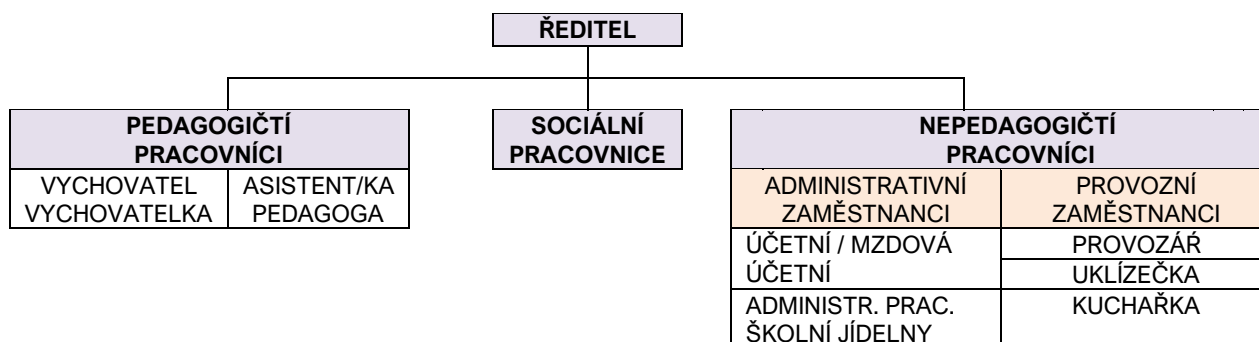 ŘEDITEL
PEDAGOGIČTÍ
PRACOVNÍCI
SOCIÁLNÍ
PRACOVNICE
NEPEDAGOGIČTÍ
PRACOVNÍCI
VYCHOVATEL
VYCHOVATELKA
ASISTENT/KA
PEDAGOGA
ADMINISTRATIVNÍ
ZAMĚSTNANCI
PROVOZNÍ
ZAMĚSTNANCI
ÚČETNÍ / MZDOVÁ
ÚČETNÍ
PROVOZÁŔ
UKLÍZEČKA
ADMINISTR. PRAC.
ŠKOLNÍ JÍDELNY
KUCHAŘKA